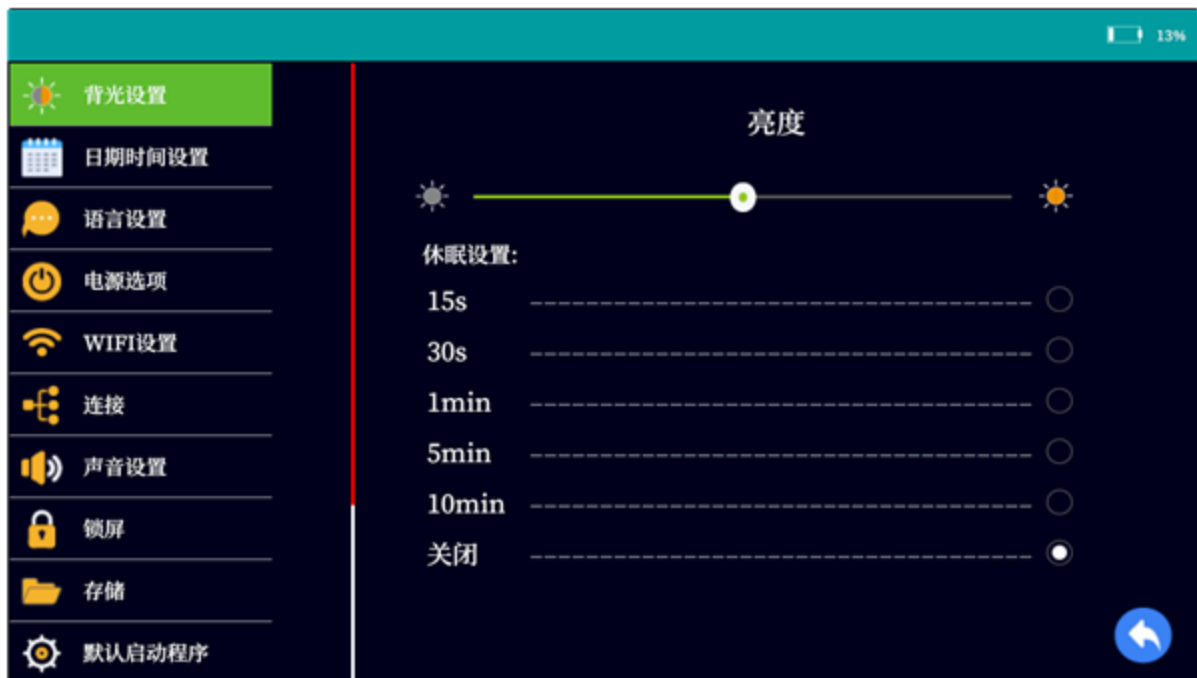 13%
背光设置
日期时间设置
语言设置
电源选项
WIFI设置
连接
声音设置
锁屏
存储
默认启动程序
亮度
休眠设置:
15s
30s
1min
5min
10min
关闭